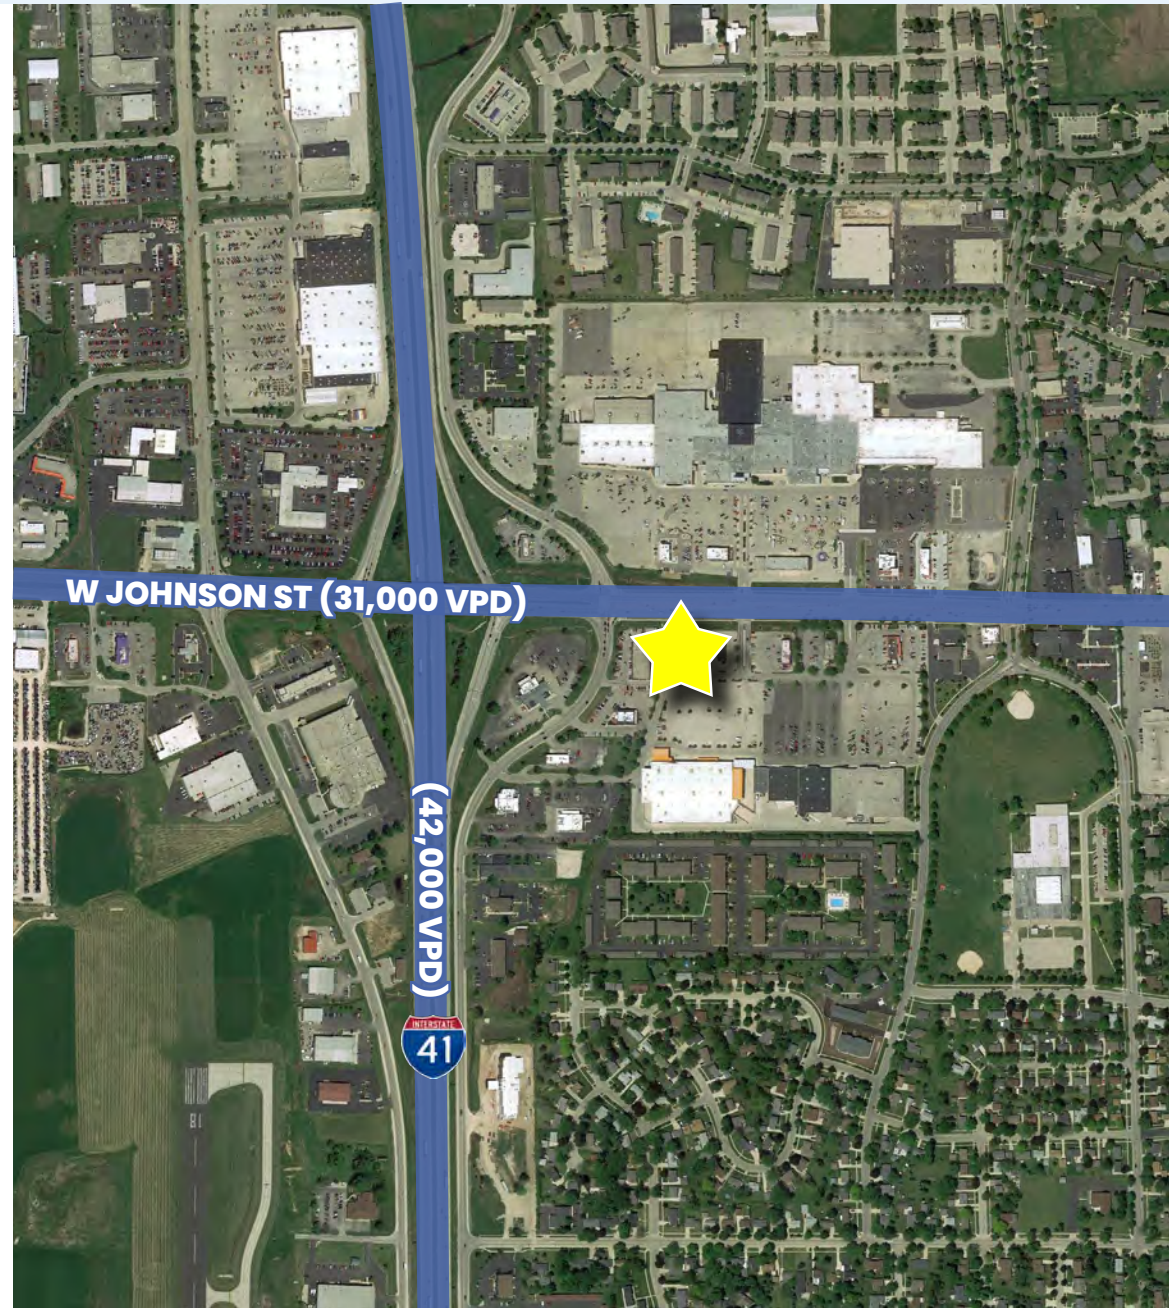 W JOHNSON ST (31,000 VPD)
(42,000 VPD)
INTERSTATE
41